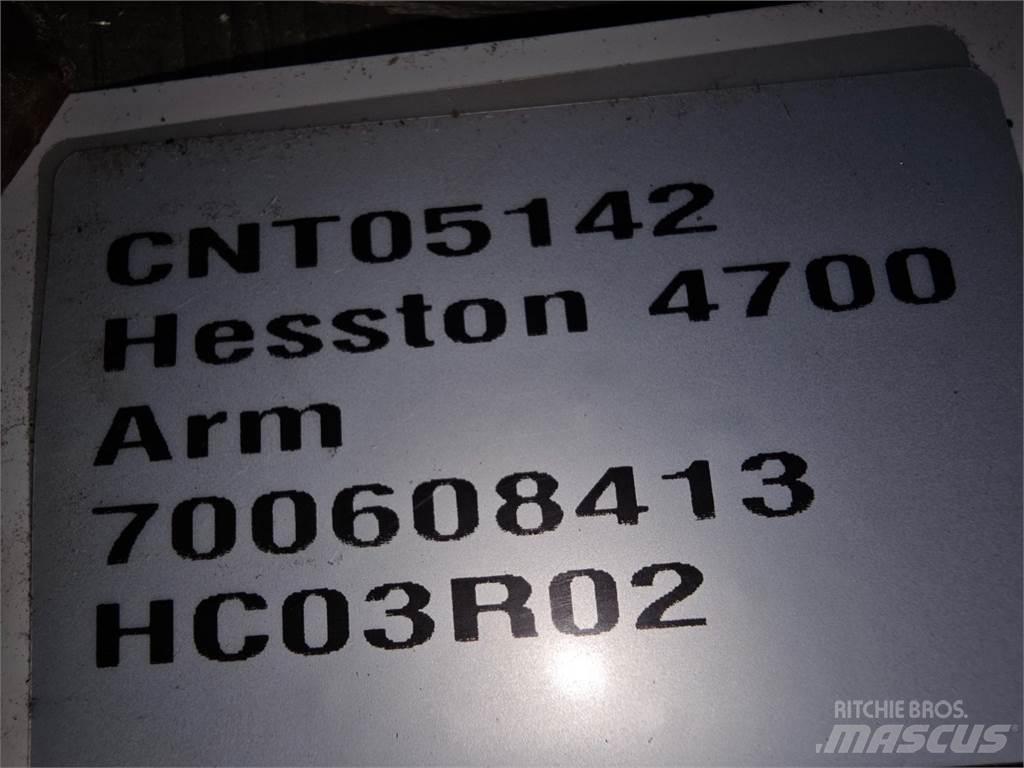 CNT05142
Hesston 4700
Arm
700608413
HC03R02
RITCHIE BROS.
MASCUS